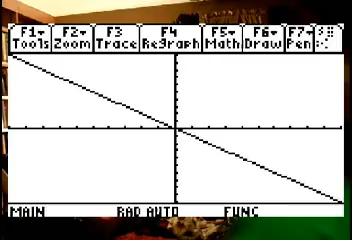 F1 F2 F3 F4 F5 F6 F7
Tools Zoom Trace ReGraph Math Draw Pen
MAIN RAD AUTO FUNC